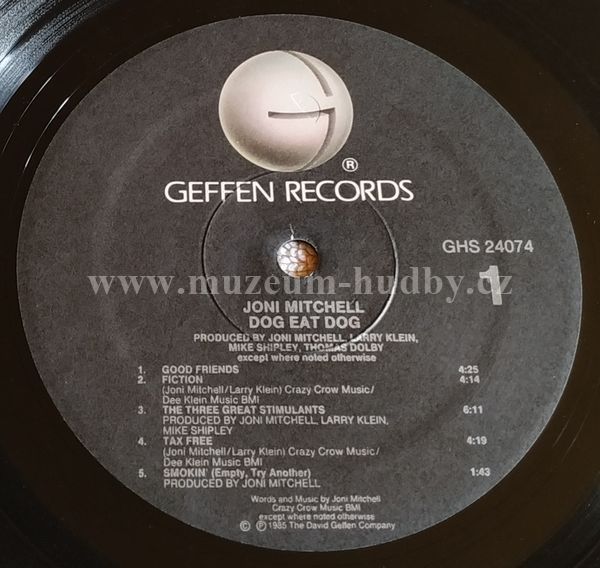 ®
GEFFEN RECORDS
GHS 24074
www.muzeum-hudby.cz
1
JONI MITCHELL
DOG EAT DOG
PRODUCED BY JONI MITCHELL, LARRY KLEIN,
MIKE SHIPLEY, THOMAS DOLBY
except where noted otherwise
1. GOOD FRIENDS 4:25
2. FICTION 4:14
(Joni Mitchell/Larry Klein) Crazy Crow Music/
Dee Klein Music BMI
3. THE THREE GREAT STIMULANTS 6:11
PRODUCED BY JONI MITCHELL, LARRY KLEIN,
MIKE SHIPLEY
4. TAX FREE 4:19
(Joni Mitchell/Larry Klein) Crazy Crow Music/
Dee Klein Music BMI
5. SMOKIN' (Empty, Try Another) 1:43
PRODUCED BY JONI MITCHELL
Words and Music by Joni Mitchell
Crazy Crow Music BMI
except where noted otherwise
© ℗ 1985 The David Geffen Company